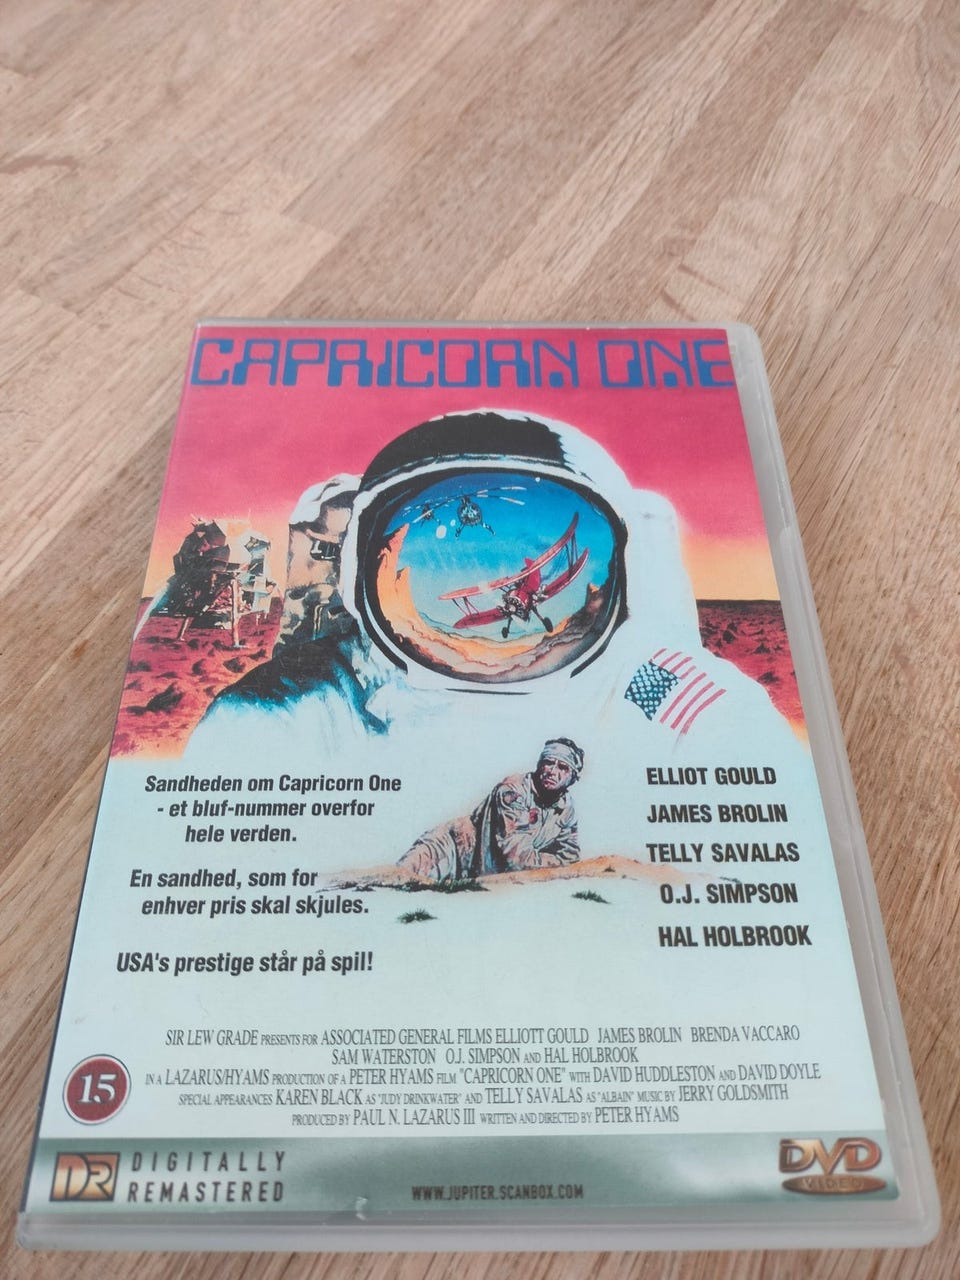 CAPRICORN ONE
Sandheden om Capricorn One
- et bluf-nummer overfor
hele verden.
En sandhed, som for
enhver pris skal skjules.
USA's prestige står på spil!
ELLIOT GOULD
JAMES BROLIN
TELLY SAVALAS
O.J. SIMPSON
HAL HOLBROOK
SIR LEW GRADE PRESENTS FOR ASSOCIATED GENERAL FILMS ELLIOTT GOULD JAMES BROLIN BRENDA VACCARO
SAM WATERSTON O.J. SIMPSON AND HAL HOLBROOK
IN A LAZARUS/HYAMS PRODUCTION OF A PETER HYAMS FILM "CAPRICORN ONE" WITH DAVID HUDDLESTON AND DAVID DOYLE
SPECIAL APPEARANCES KAREN BLACK AS "JUDY DRINKWATER" AND TELLY SAVALAS AS "ALBAIN" MUSIC BY JERRY GOLDSMITH
PRODUCED BY PAUL N. LAZARUS III WRITTEN AND DIRECTED BY PETER HYAMS
15
DR DIGITALLY
REMASTERED
WWW.JUPITER.SCANBOX.COM
DVD
VIDEO